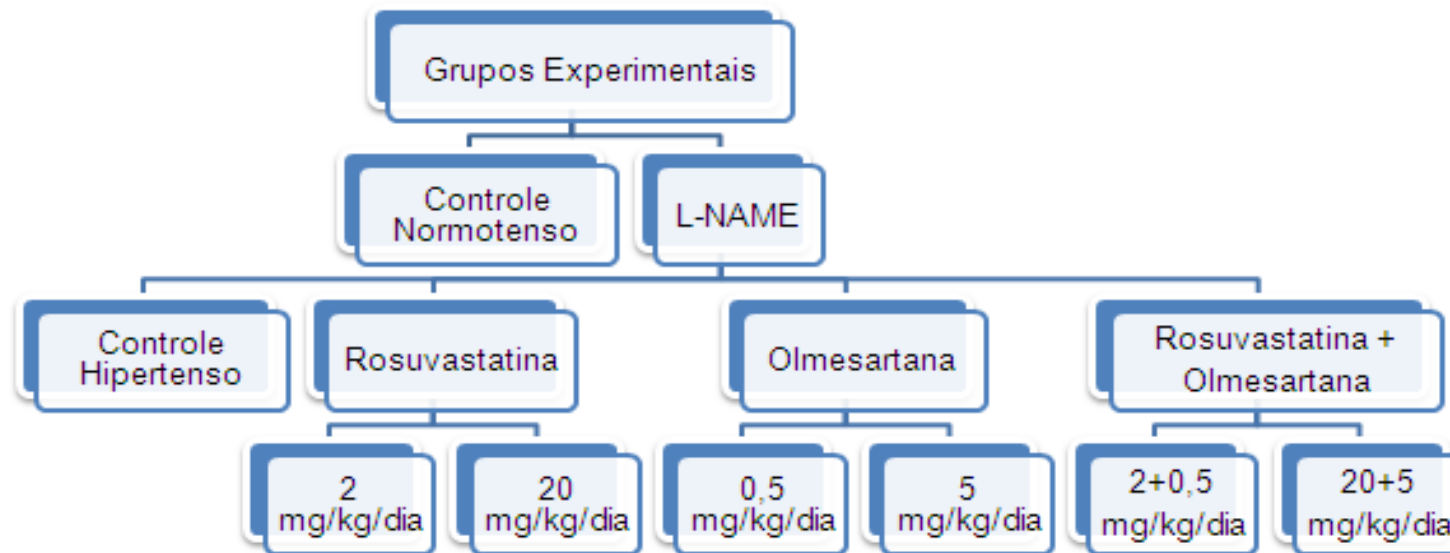 Grupos Experimentais
Controle
Normotenso
L-NAME
Controle
Hipertenso
Rosuvastatina
Olmesartana
Rosuvastatina +
Olmesartana
2
mg/kg/dia
20
mg/kg/dia
0,5
mg/kg/dia
5
mg/kg/dia
2+0,5
mg/kg/dia
20+5
mg/kg/dia